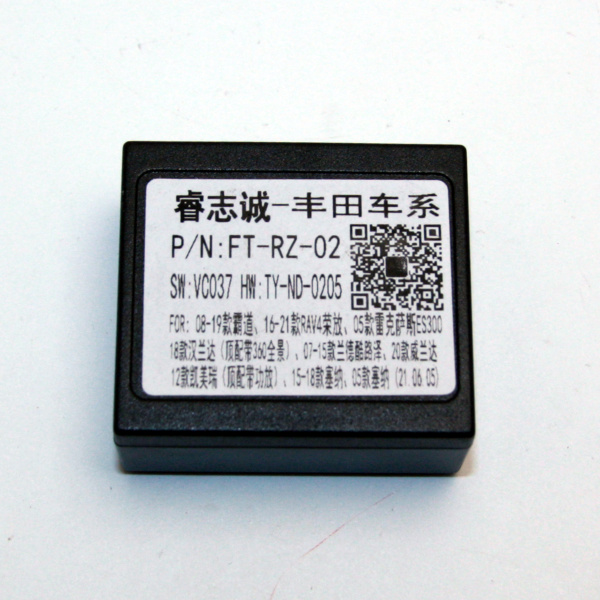 睿志诚-丰田车系
P/N:FT-RZ-02
SW:VC037 HW:TY-ND-0205
FOR: 08-19款霸道、16-21款RAV4荣放、05款雷克萨斯ES300
18款汉兰达（顶配带360全景）、07-15款兰德酷路泽、20款威兰达
12款凯美瑞（顶配带功放）、15-18款塞纳、05款塞纳（21.06 05）